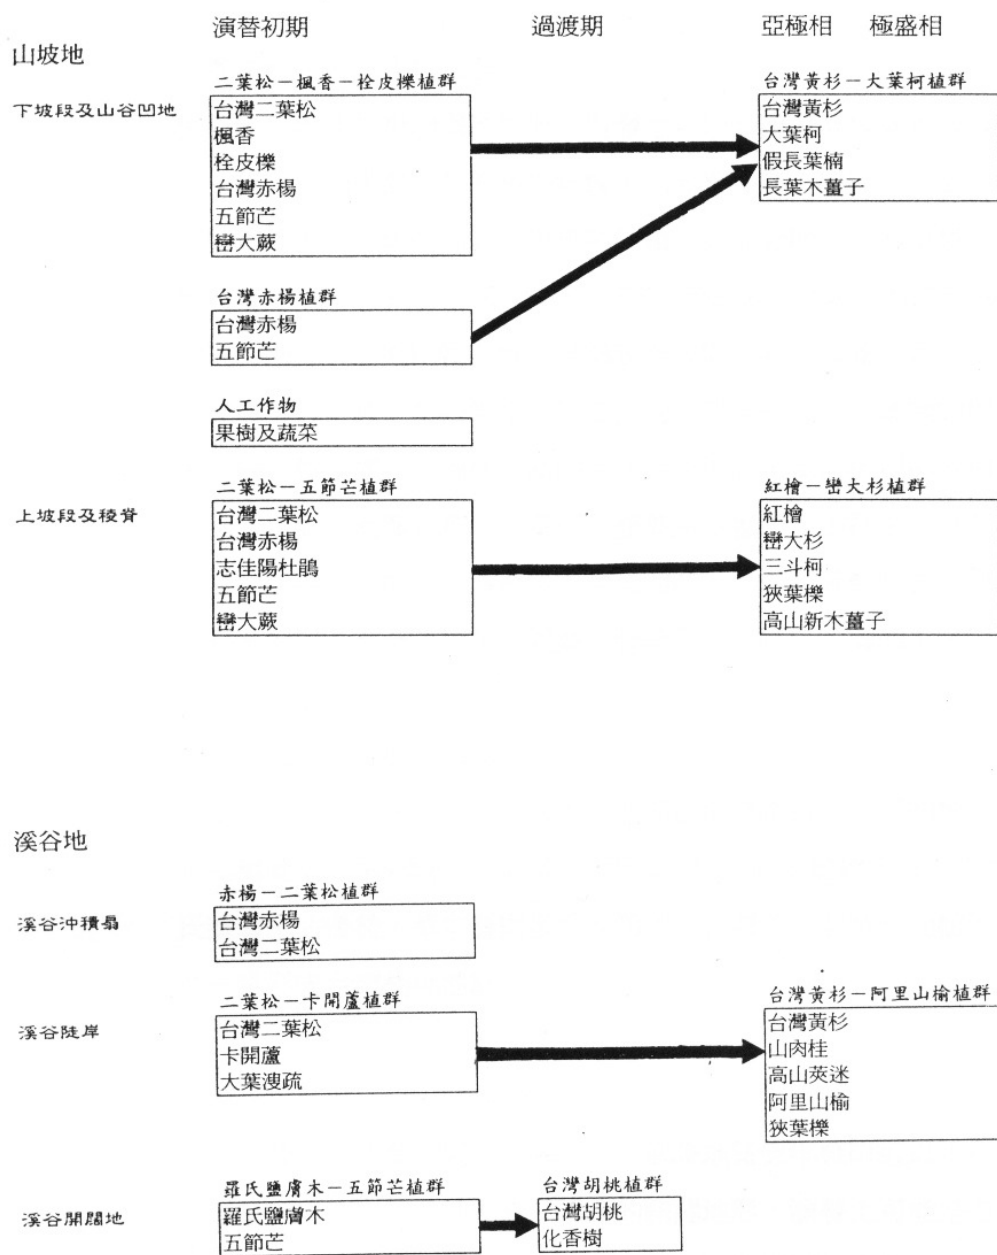 演替初期 過渡期 亞極相 極盛相
山坡地
二葉松－楓香－栓皮櫟植群 台灣黃杉－大葉柯植群
下坡段及山谷凹地
台灣二葉松 台灣黃杉
楓香 大葉柯
栓皮櫟 假長葉楠
台灣赤楊 長葉木薑子
五節芒
巒大蕨
台灣赤楊植群
台灣赤楊
五節芒
人工作物
果樹及蔬菜
二葉松－五節芒植群 紅檜－巒大杉植群
上坡段及稜脊
台灣二葉松 紅檜
台灣赤楊 巒大杉
志佳陽杜鵑 三斗柯
五節芒 狹葉櫟
巒大蕨 高山新木薑子
溪谷地
赤楊－二葉松植群
溪谷沖積扇
台灣赤楊
台灣二葉松
二葉松－卡開蘆植群 台灣黃杉－阿里山榆植群
溪谷陡岸
台灣二葉松 台灣黃杉
卡開蘆 山肉桂
大葉溲疏 高山莢迷
阿里山榆
狹葉櫟
羅氏鹽膚木－五節芒植群 台灣胡桃植群
溪谷開闊地
羅氏鹽膚木 台灣胡桃
五節芒 化香樹